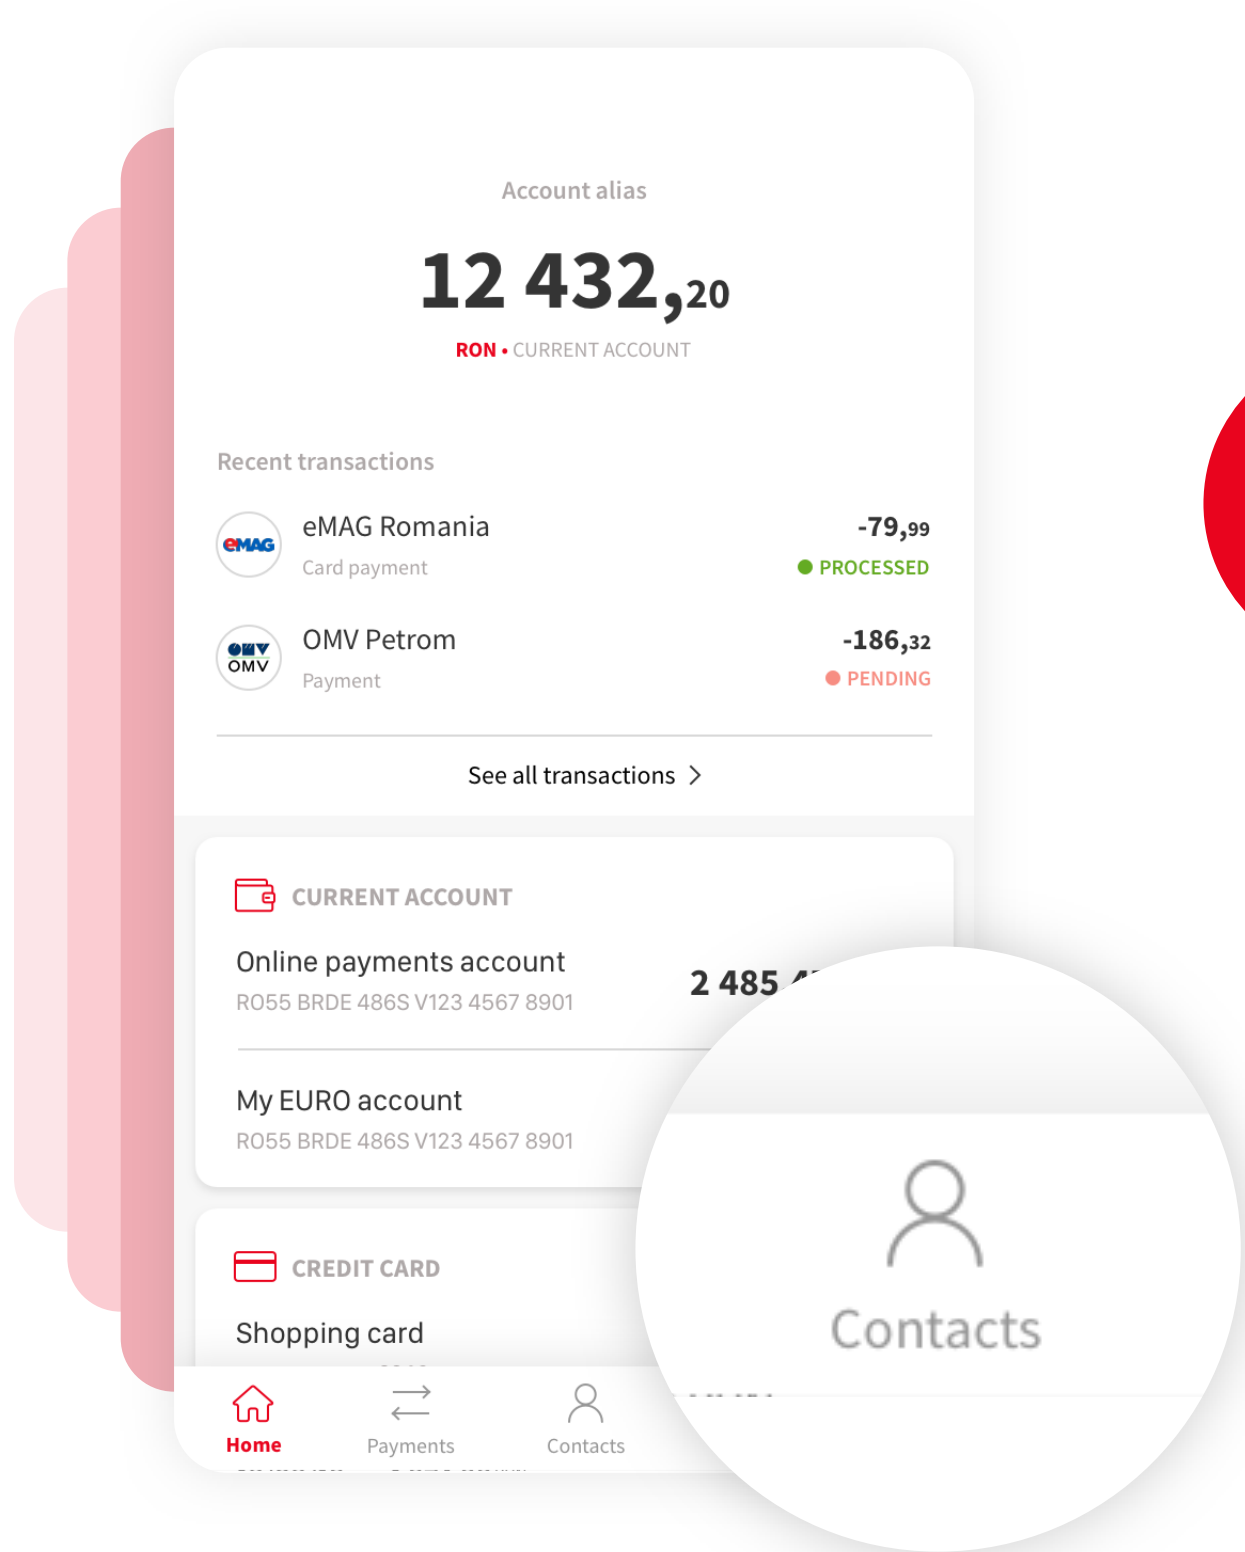 Account alias
12 432,20
RON • CURRENT ACCOUNT
Recent transactions
eMAG
eMAG Romania
-79,99
Card payment
PROCESSED
OMV
OMV
OMV Petrom
-186,32
Payment
PENDING
See all transactions
CURRENT ACCOUNT
Online payments account
2 485
RO55 BRDE 486S V123 4567 8901
My EURO account
RO55 BRDE 486S V123 4567 8901
CREDIT CARD
Shopping card
Home
Payments
Contacts
Contacts